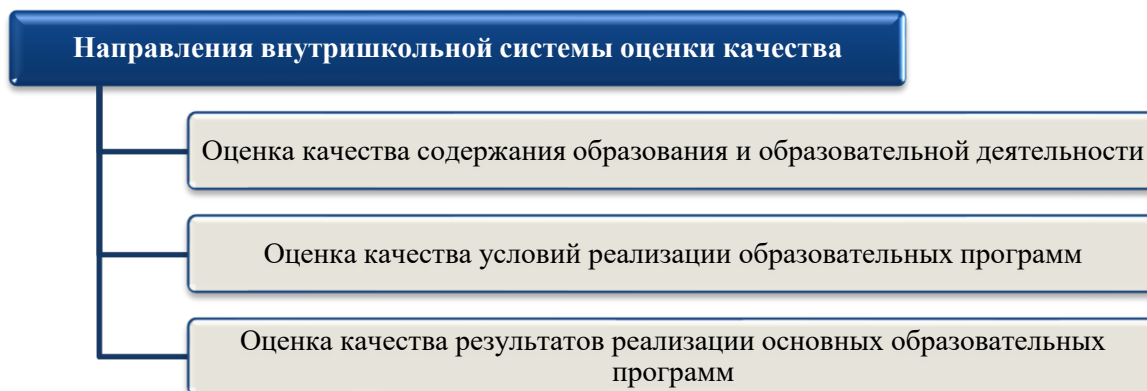 Направления внутришкольной системы оценки качества
Оценка качества содержания образования и образовательной деятельности
Оценка качества условий реализации образовательных программ
Оценка качества результатов реализации основных образовательных
программ